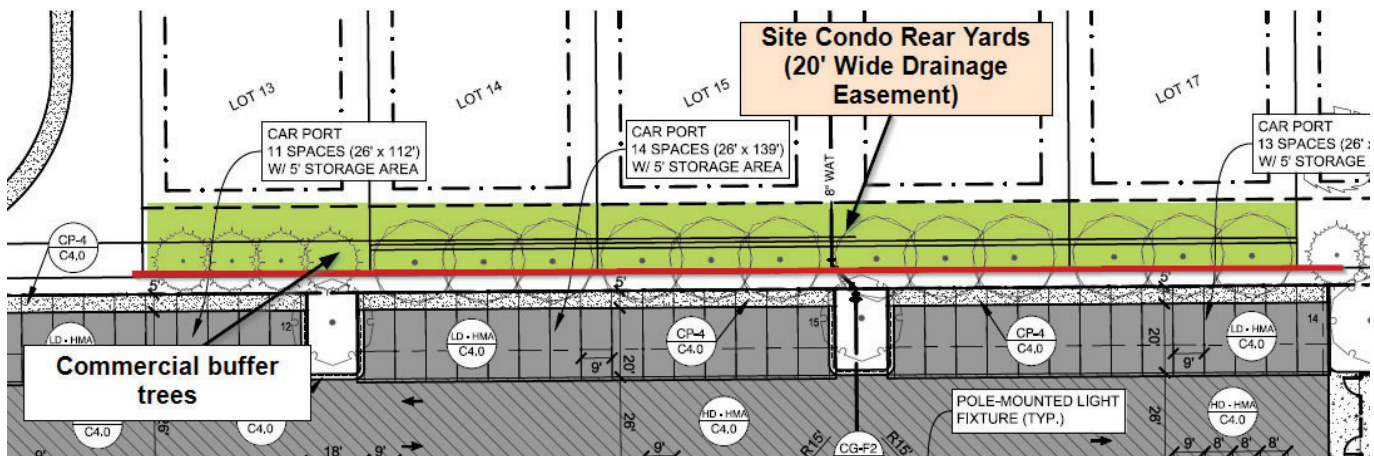 Site Condo Rear Yards
(20' Wide Drainage
Easement)
LOT 13
LOT 14
LOT 15
LOT 17
CAR PORT
11 SPACES (26' x 112')
W/ 5' STORAGE AREA
CAR PORT
14 SPACES (26' x 139')
W/ 5' STORAGE AREA
CAR PORT
13 SPACES (26'
W/ 5' STORAGE
8" WAT
CP-4
C4.0
5'
5'
5'
12
15
14
LD - HMA
C4.0
LD - HMA
C4.0
CP-4
C4.0
CP-4
C4.0
LD - HMA
C4.0
Commercial buffer
trees
9'
20'
20'
9'
C4.0
C4.0
26'
HD - HMA
C4.0
26'
HD - HMA
C4.0
POLE-MOUNTED LIGHT
FIXTURE (TYP.)
18'
9'
9'
R15'
CG-F2
R15'
9'
8'
8'
8'